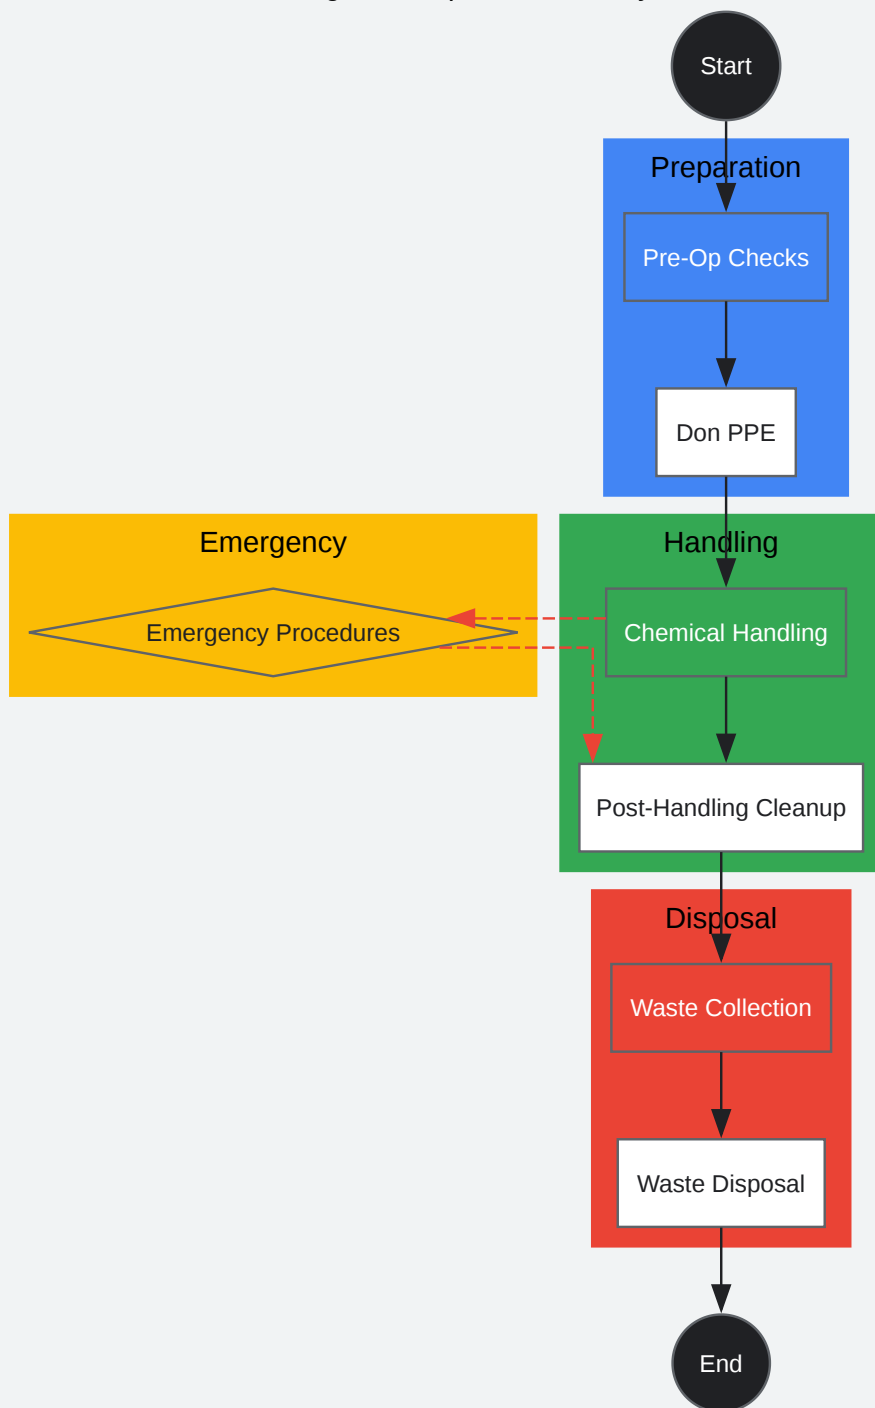 Start
Preparation
Pre-Op Checks
Don PPE
Emergency
Handling
Emergency Procedures
Chemical Handling
Post-Handling Cleanup
Disposal
Waste Collection
Waste Disposal
End